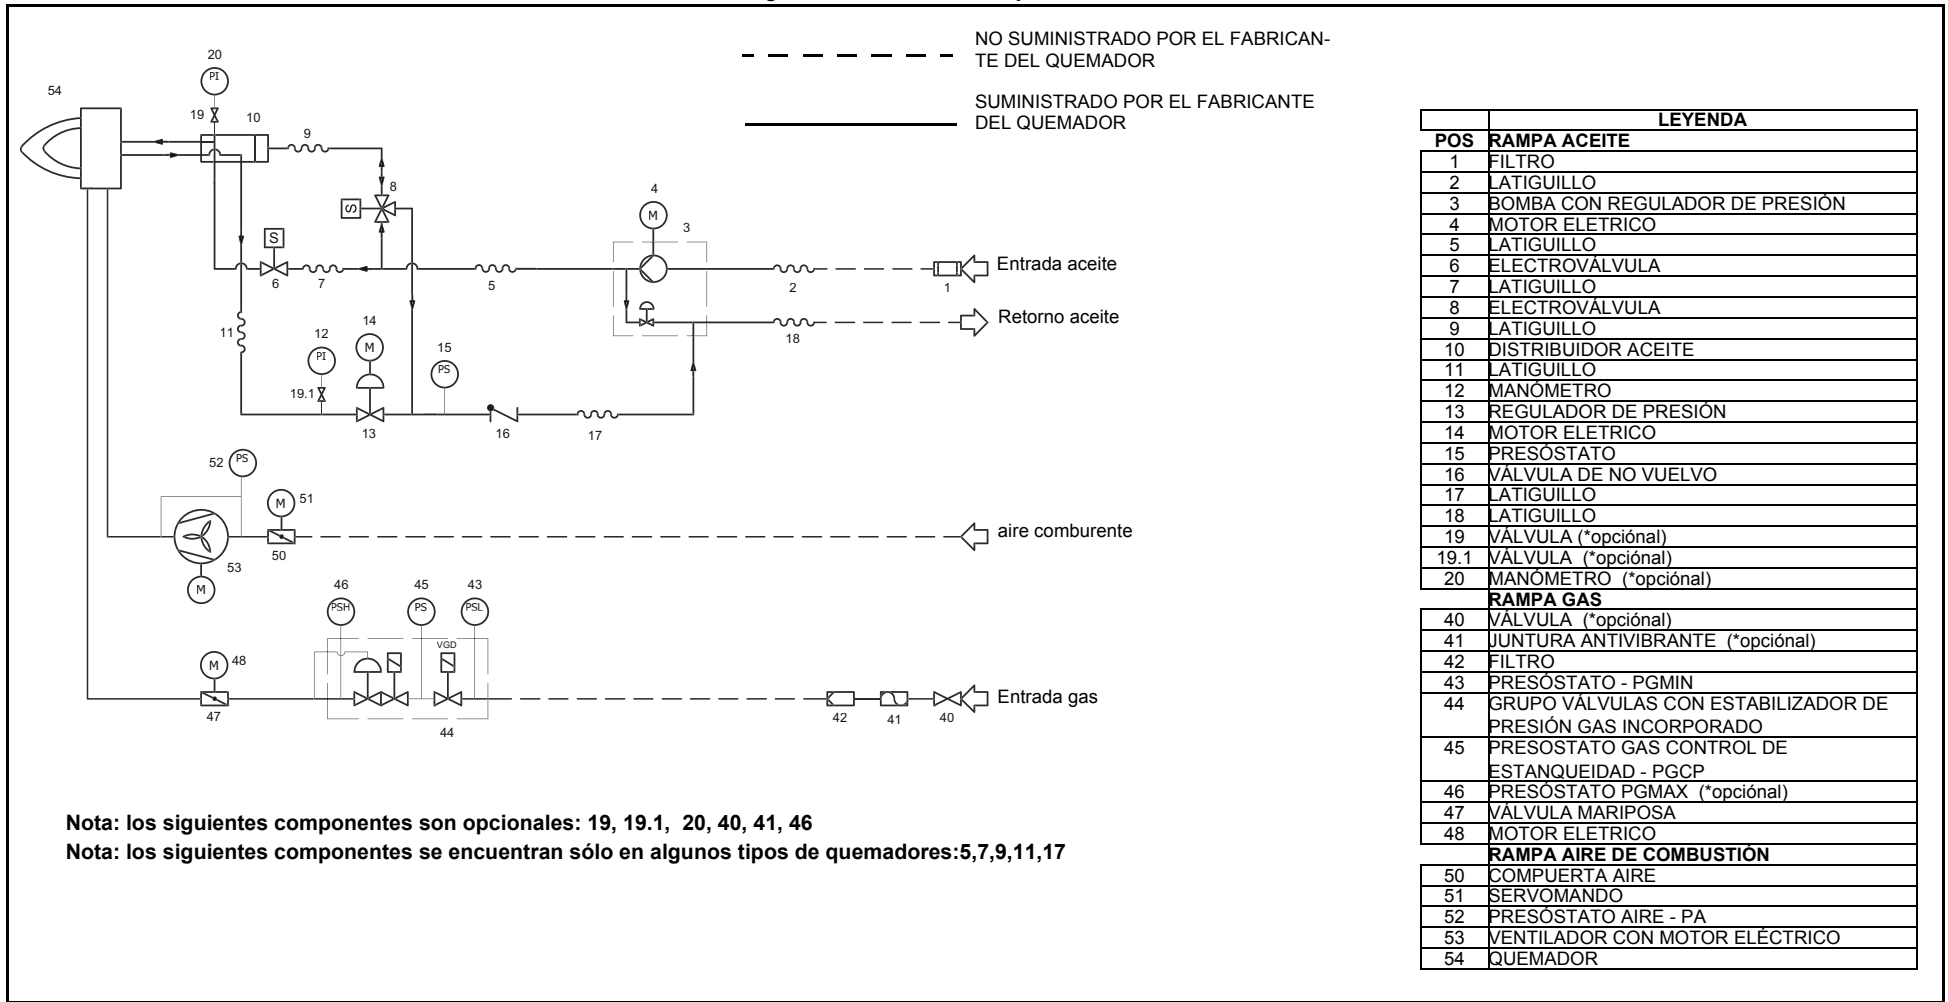 NO SUMINISTRADO POR EL FABRICAN-
TE DEL QUEMADOR
SUMINISTRADO POR EL FABRICANTE
DEL QUEMADOR
20
PI
54
19
10
9
8
S
S
6
7
5
4
M
3
2
1
Entrada aceite
Retorno aceite
18
11
12
PI
19.1
14
M
13
15
PS
16
17
52
PS
M
51
50
53
M
aire comburente
46
PSH
45
PS
43
PSL
VGD
M
48
47
44
42
41
40
Entrada gas
Nota: los siguientes componentes son opcionales: 19, 19.1, 20, 40, 41, 46
Nota: los siguientes componentes se encuentran sólo en algunos tipos de quemadores:5,7,9,11,17
LEYENDA
POS RAMPA ACEITE
1 FILTRO
2 LATIGUILLO
3 BOMBA CON REGULADOR DE PRESIÓN
4 MOTOR ELETRICO
5 LATIGUILLO
6 ELECTROVÁLVULA
7 LATIGUILLO
8 ELECTROVÁLVULA
9 LATIGUILLO
10 DISTRIBUIDOR ACEITE
11 LATIGUILLO
12 MANÓMETRO
13 REGULADOR DE PRESIÓN
14 MOTOR ELETRICO
15 PRESÓSTATO
16 VÁLVULA DE NO VUELVO
17 LATIGUILLO
18 LATIGUILLO
19 VÁLVULA (*opciónal)
19.1 VÁLVULA (*opciónal)
20 MANÓMETRO (*opciónal)
RAMPA GAS
40 VÁLVULA (*opciónal)
41 JUNTURA ANTIVIBRANTE (*opciónal)
42 FILTRO
43 PRESÓSTATO - PGMIN
44 GRUPO VÁLVULAS CON ESTABILIZADOR DE
PRESIÓN GAS INCORPORADO
45 PRESOSTATO GAS CONTROL DE
ESTANQUEIDAD - PGCP
46 PRESÓSTATO PGMAX (*opciónal)
47 VÁLVULA MARIPOSA
48 MOTOR ELETRICO
RAMPA AIRE DE COMBUSTIÓN
50 COMPUERTA AIRE
51 SERVOMANDO
52 PRESÓSTATO AIRE - PA
53 VENTILADOR CON MOTOR ELÉCTRICO
54 QUEMADOR